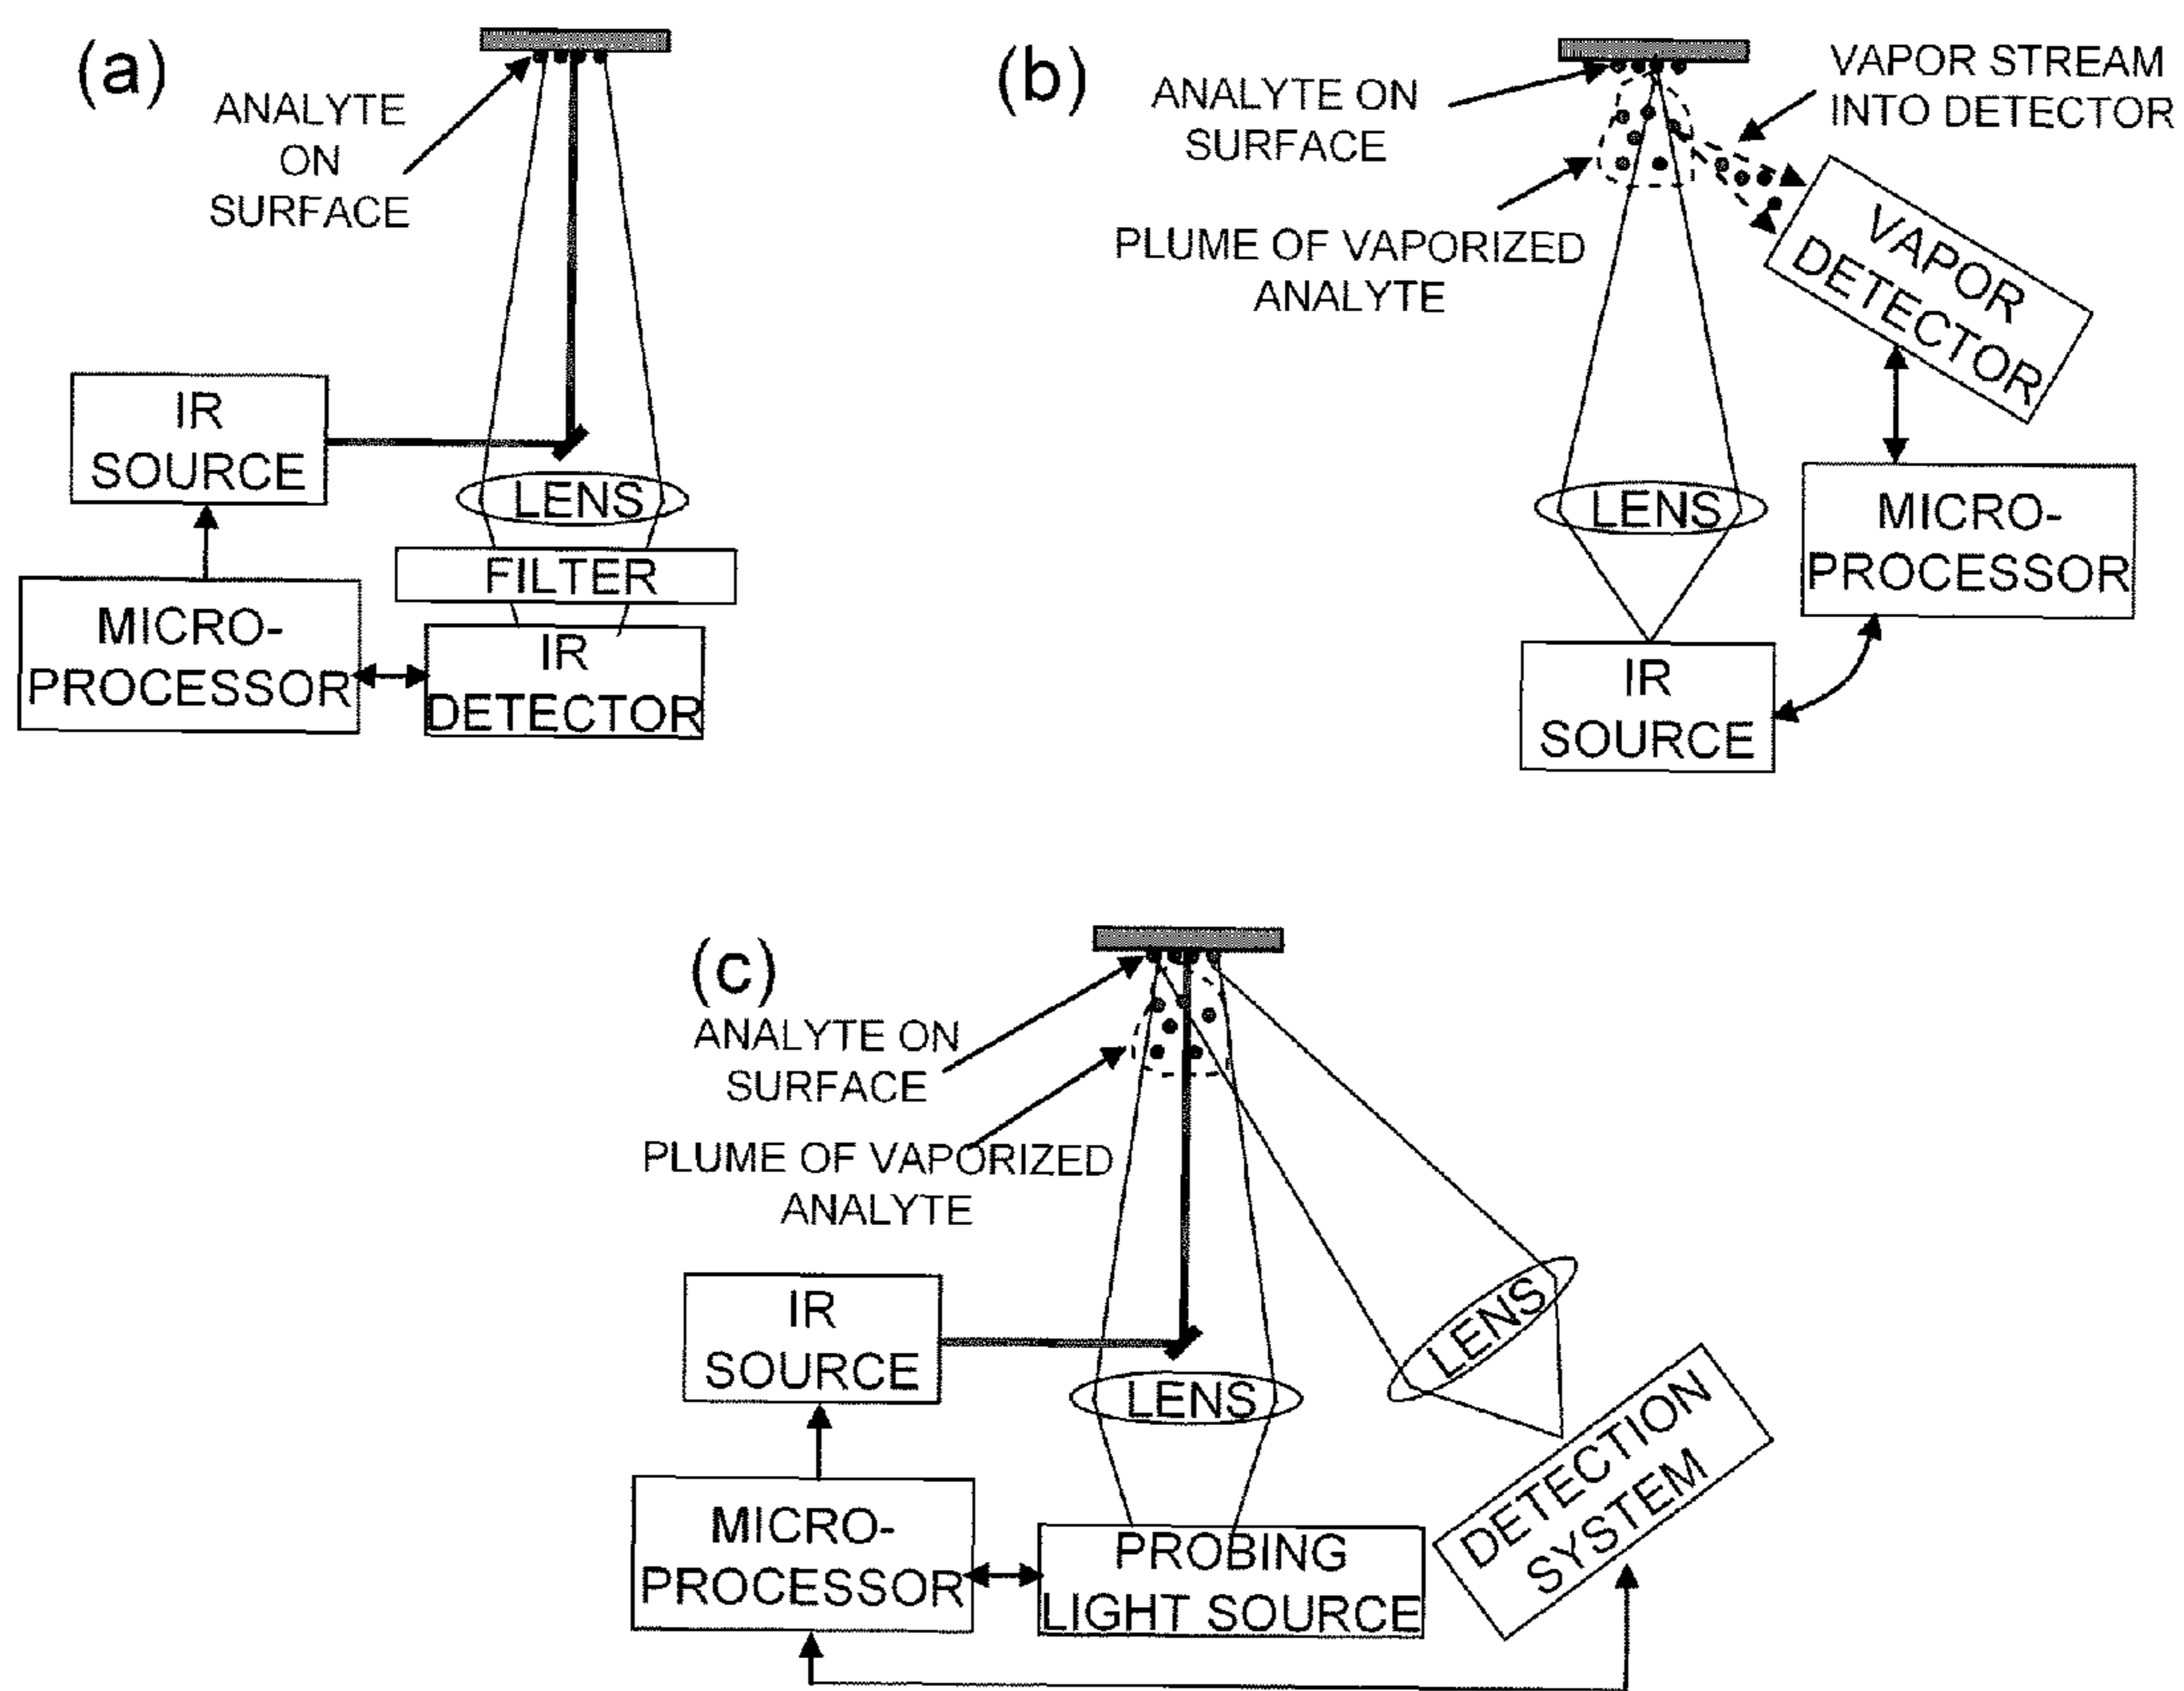 (a)
ANALYTE
ON
SURFACE
IR
SOURCE
LENS
FILTER
MICRO-
PROCESSOR
IR
DETECTOR
(b)
ANALYTE ON
SURFACE
VAPOR STREAM
INTO DETECTOR
PLUME OF VAPORIZED
ANALYTE
VAPOR
DETECTOR
LENS
MICRO-
PROCESSOR
IR
SOURCE
(c)
ANALYTE ON
SURFACE
PLUME OF VAPORIZED
ANALYTE
IR
SOURCE
LENS
LENS
MICRO-
PROCESSOR
PROBING
LIGHT SOURCE
DETECTION
SYSTEM